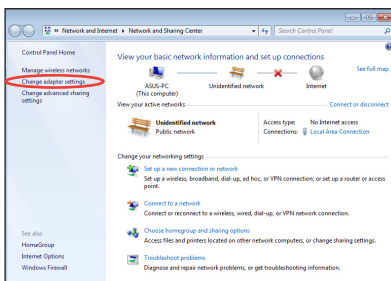 « Network and Internet ▸ Network and Sharing Center
Search Control Panel
Control Panel Home
Manage wireless networks
Change adapter settings
Change advanced sharing
settings
See also
HomeGroup
Internet Options
Windows Firewall
View your basic network information and set up connections
See full map
ASUS-PC
(This computer)
Unidentified network
Internet
View your active networks
Connect or disconnect
Unidentified network
Public network
Access type: No Internet access
Connections: Local Area Connection
Change your networking settings
Set up a new connection or network
Set up a wireless, broadband, dial-up, ad hoc, or VPN connection; or set up a router or access
point.
Connect to a network
Connect or reconnect to a wireless, wired, dial-up, or VPN network connection.
Choose homegroup and sharing options
Access files and printers located on other network computers, or change sharing settings.
Troubleshoot problems
Diagnose and repair network problems, or get troubleshooting information.